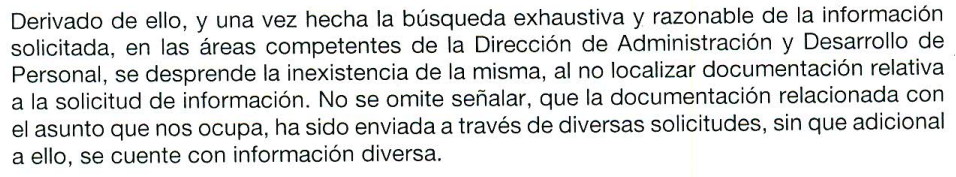 Derivado de ello, y una vez hecha la búsqueda exhaustiva y razonable de la información
solicitada, en las áreas competentes de la Dirección de Administración y Desarrollo de
Personal, se desprende la inexistencia de la misma, al no localizar documentación relativa
a la solicitud de información. No se omite señalar, que la documentación relacionada con
el asunto que nos ocupa, ha sido enviada a través de diversas solicitudes, sin que adicional
a ello, se cuente con información diversa.